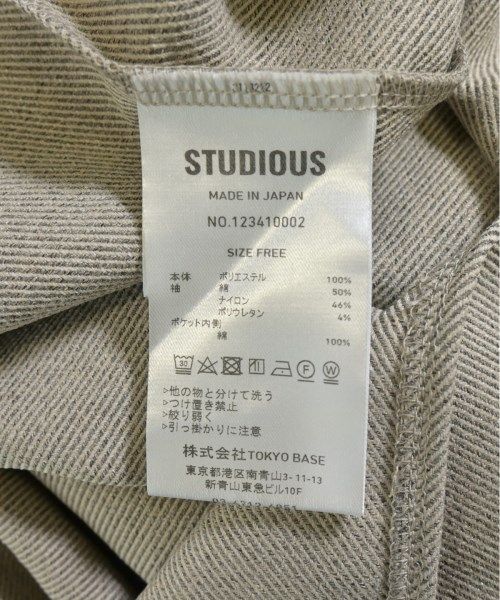 STUDIOUS
MADE IN JAPAN
NO.123410002
SIZE FREE
本体 ポリエステル 100%
袖 綿 50%
ナイロン 46%
ポリウレタン 4%
ポケット内側
綿 100%
30 F W
▷他の物と分けて洗う
▷つけ置き禁止
▷絞り弱く
▷引っ掛かりに注意
株式会社TOKYO BASE
東京都港区南青山3-11-13
新青山東急ビル10F